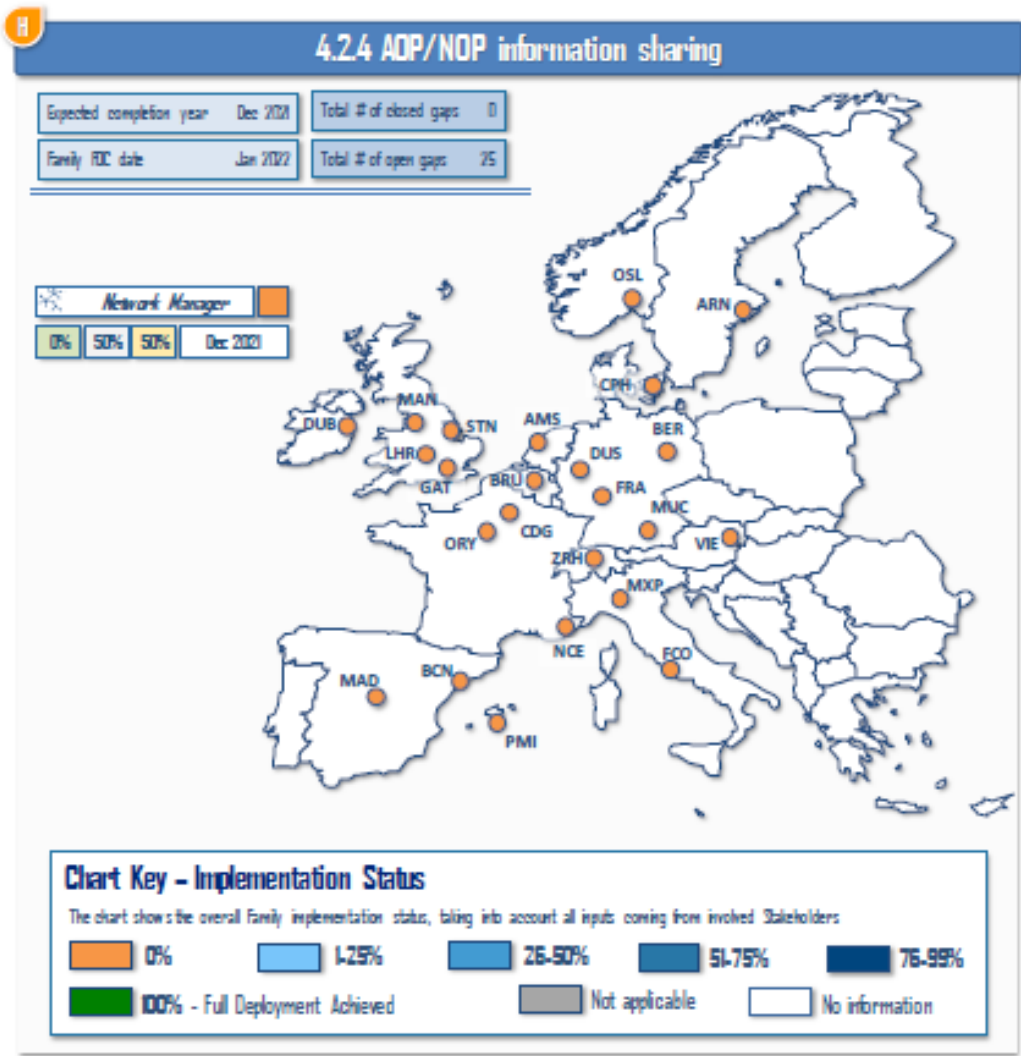 H
4.2.4 AOP/NOP information sharing
Expected completion year Dec 2021
Total # of closed gaps 0
Family FOC date Jan 2022
Total # of open gaps 25
Network Manager
0% 50% 50% Dec 2021
OSL
ARN
CPH
MAN
DUB
STN
AMS
BER
LHR
DUS
GAT
BRU
FRA
MUC
CDG
ORY
VIE
ZRH
MXP
NCE
FCO
BCN
MAD
PMI
Chart Key – Implementation Status
The chart shows the overall Family implementation status, taking into account all inputs coming from involved Stakeholders
0% 1-25% 26-50% 51-75% 76-99%
100% - Full Deployment Achieved Not applicable No information